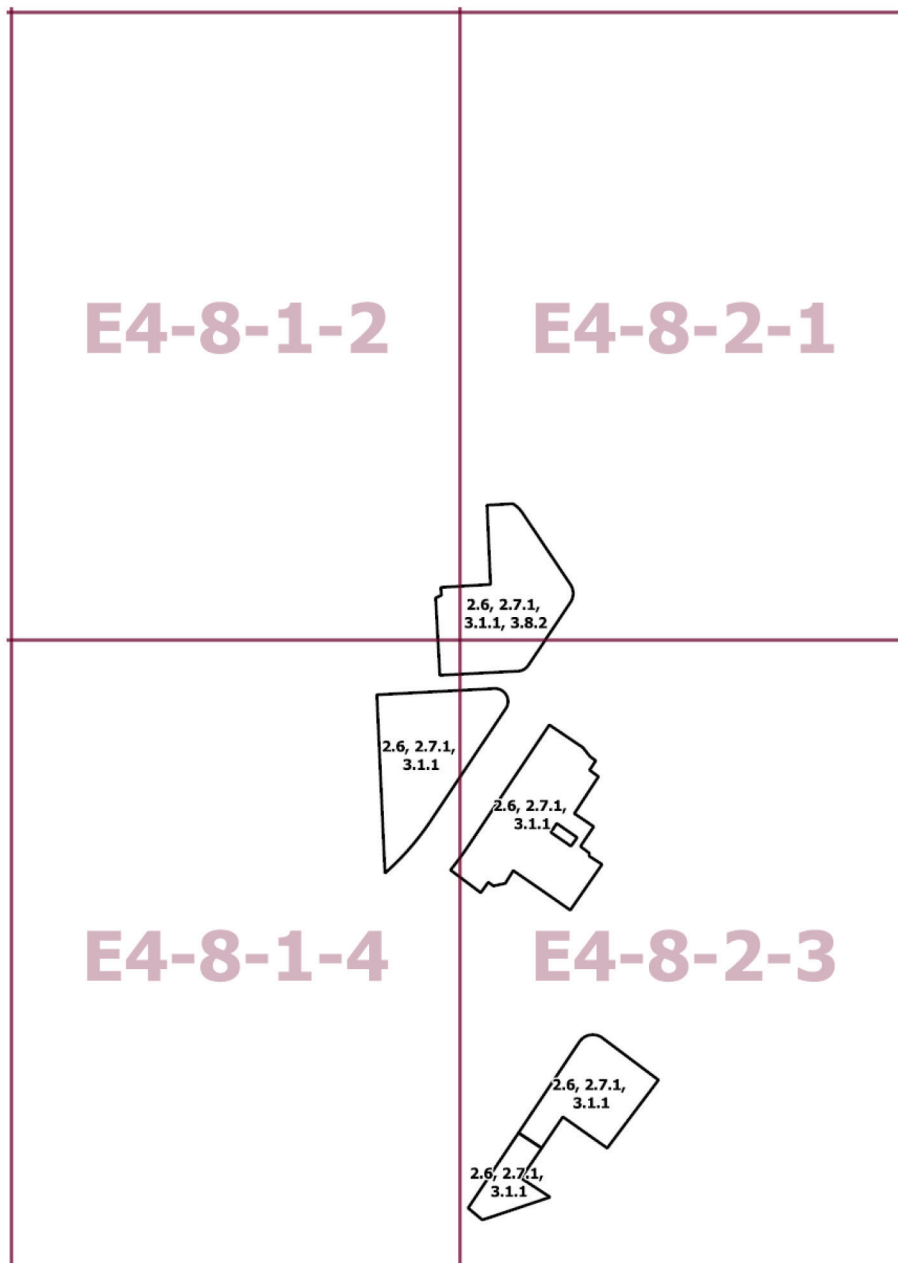 E4-8-1-2
E4-8-2-1
2.6, 2.7.1,
3.1.1, 3.8.2
2.6, 2.7.1,
3.1.1
2.6, 2.7.1,
3.1.1
E4-8-1-4
E4-8-2-3
2.6, 2.7.1,
3.1.1
2.6, 2.7.1,
3.1.1